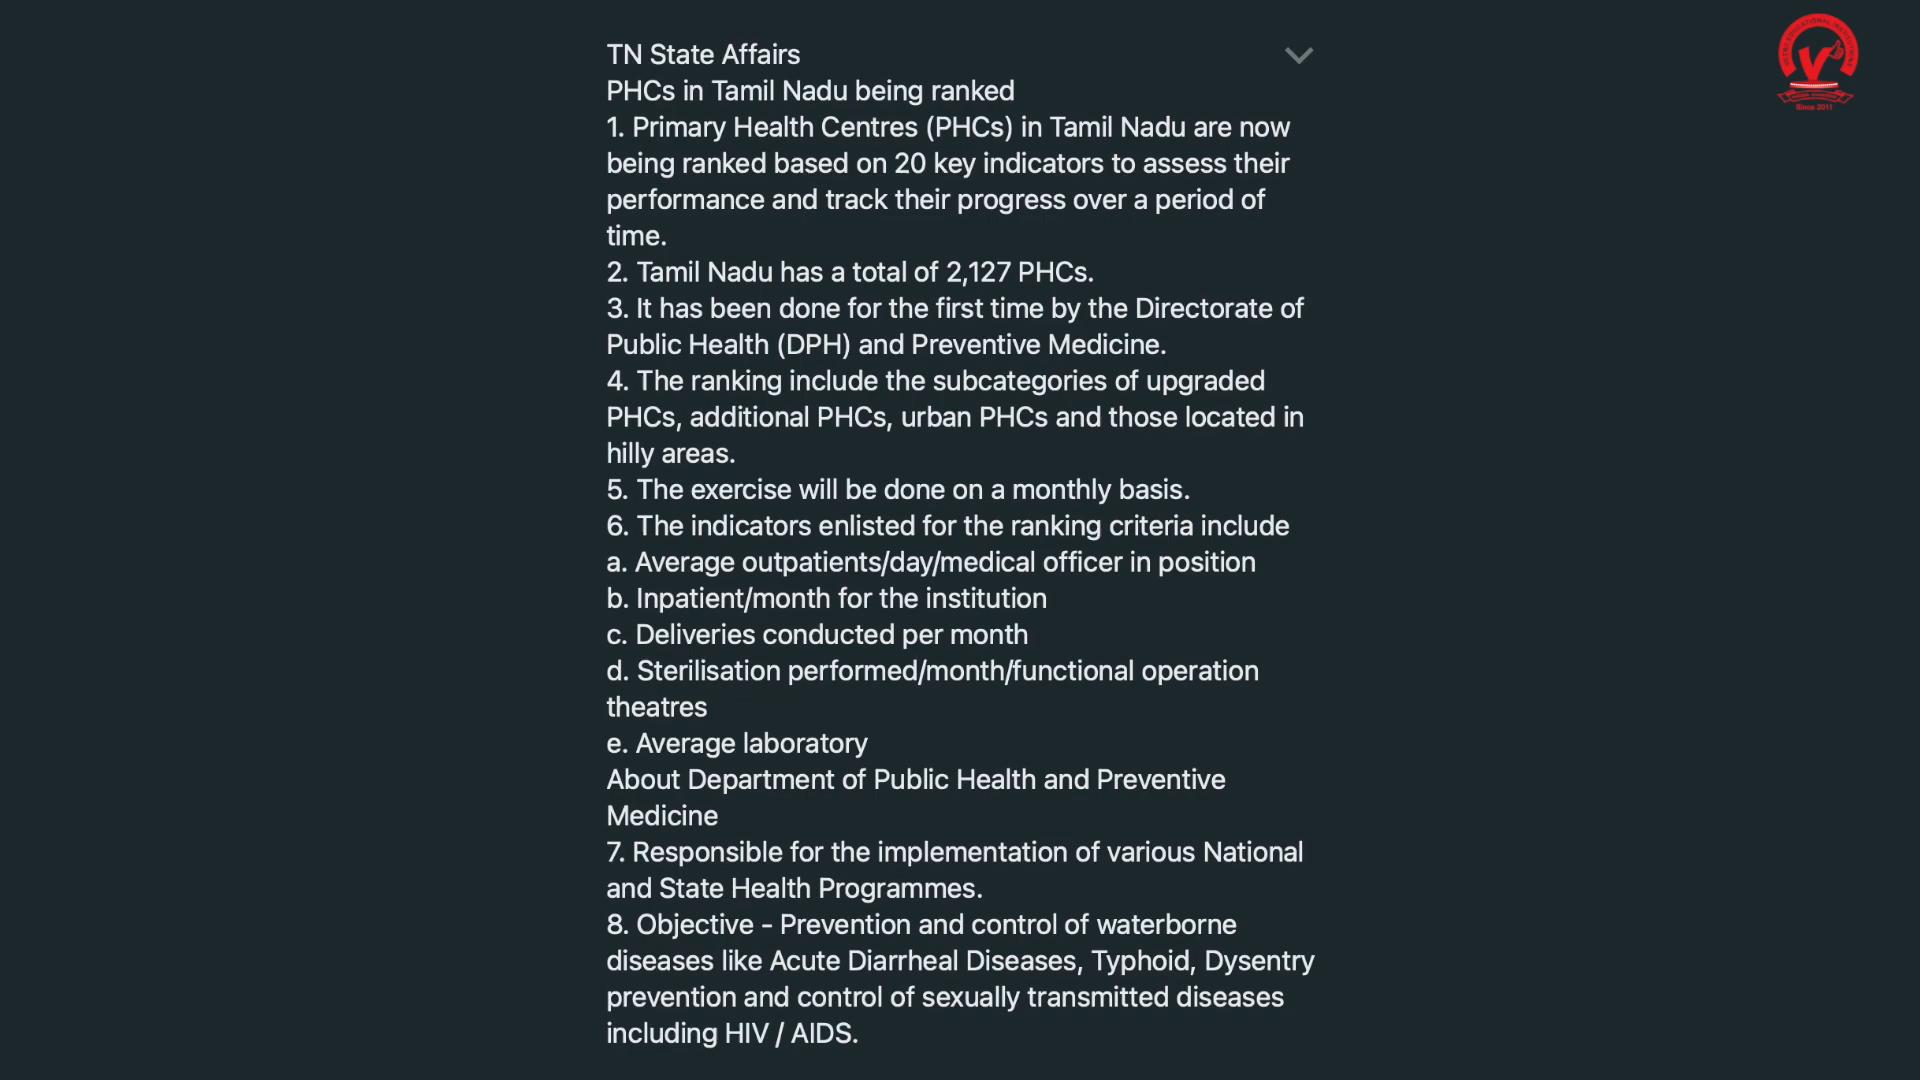 TN State Affairs
PHCs in Tamil Nadu being ranked
1. Primary Health Centres (PHCs) in Tamil Nadu are now
being ranked based on 20 key indicators to assess their
performance and track their progress over a period of
time.
2. Tamil Nadu has a total of 2,127 PHCs.
3. It has been done for the first time by the Directorate of
Public Health (DPH) and Preventive Medicine.
4. The ranking include the subcategories of upgraded
PHCs, additional PHCs, urban PHCs and those located in
hilly areas.
5. The exercise will be done on a monthly basis.
6. The indicators enlisted for the ranking criteria include
a. Average outpatients/day/medical officer in position
b. Inpatient/month for the institution
c. Deliveries conducted per month
d. Sterilisation performed/month/functional operation
theatres
e. Average laboratory
About Department of Public Health and Preventive
Medicine
7. Responsible for the implementation of various National
and State Health Programmes.
8. Objective - Prevention and control of waterborne
diseases like Acute Diarrheal Diseases, Typhoid, Dysentry
prevention and control of sexually transmitted diseases
including HIV / AIDS.
Since 2011